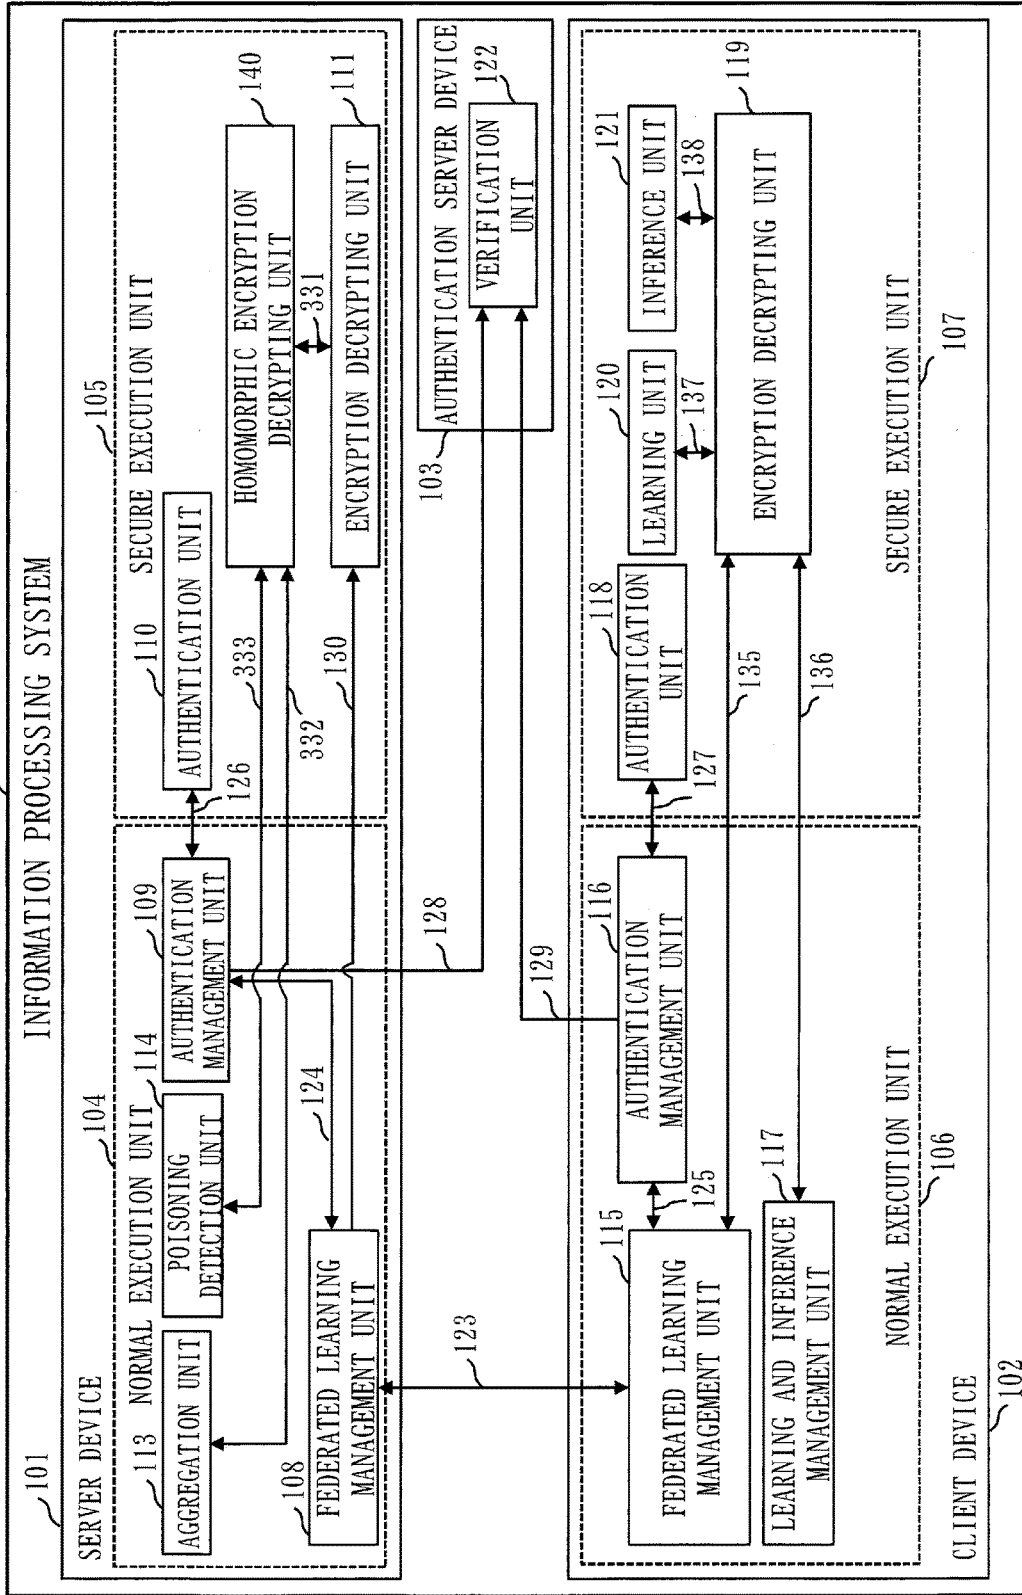 INFORMATION PROCESSING SYSTEM
101
SERVER DEVICE
104
NORMAL EXECUTION UNIT
113
AGGREGATION UNIT
114
POISONING
DETECTION UNIT
109
AUTHENTICATION
MANAGEMENT UNIT
108
FEDERATED LEARNING
MANAGEMENT UNIT
124
126
105
SECURE EXECUTION UNIT
110
AUTHENTICATION UNIT
333
332
130
140
HOMOMORPHIC ENCRYPTION
DECRYPTING UNIT
331
111
ENCRYPTION DECRYPTING UNIT
128
129
123
103
AUTHENTICATION SERVER DEVICE
122
VERIFICATION
UNIT
115
FEDERATED LEARNING
MANAGEMENT UNIT
125
116
AUTHENTICATION
MANAGEMENT UNIT
117
LEARNING AND INFERENCE
MANAGEMENT UNIT
127
118
AUTHENTICATION
UNIT
135
136
120
LEARNING UNIT
137
121
INFERENCE UNIT
138
119
ENCRYPTION DECRYPTING UNIT
NORMAL EXECUTION UNIT
106
SECURE EXECUTION UNIT
107
CLIENT DEVICE
102